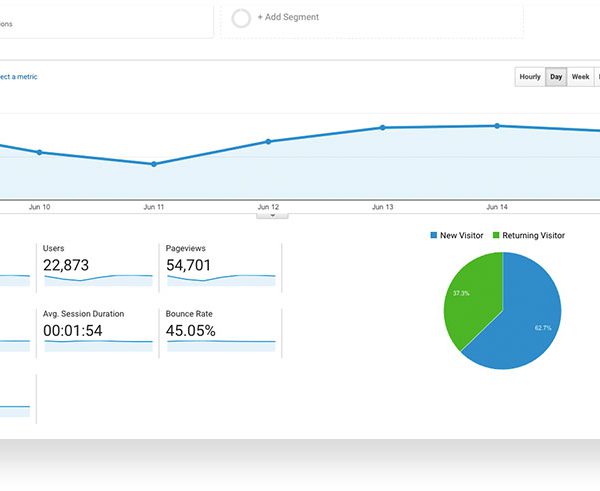 + Add Segment
ions
ect a metric
Hourly Day Week
Jun 10 Jun 11 Jun 12 Jun 13 Jun 14
New Visitor Returning Visitor
Users Pageviews
22,873 54,701
37.3%
62.7%
Avg. Session Duration Bounce Rate
00:01:54 45.05%